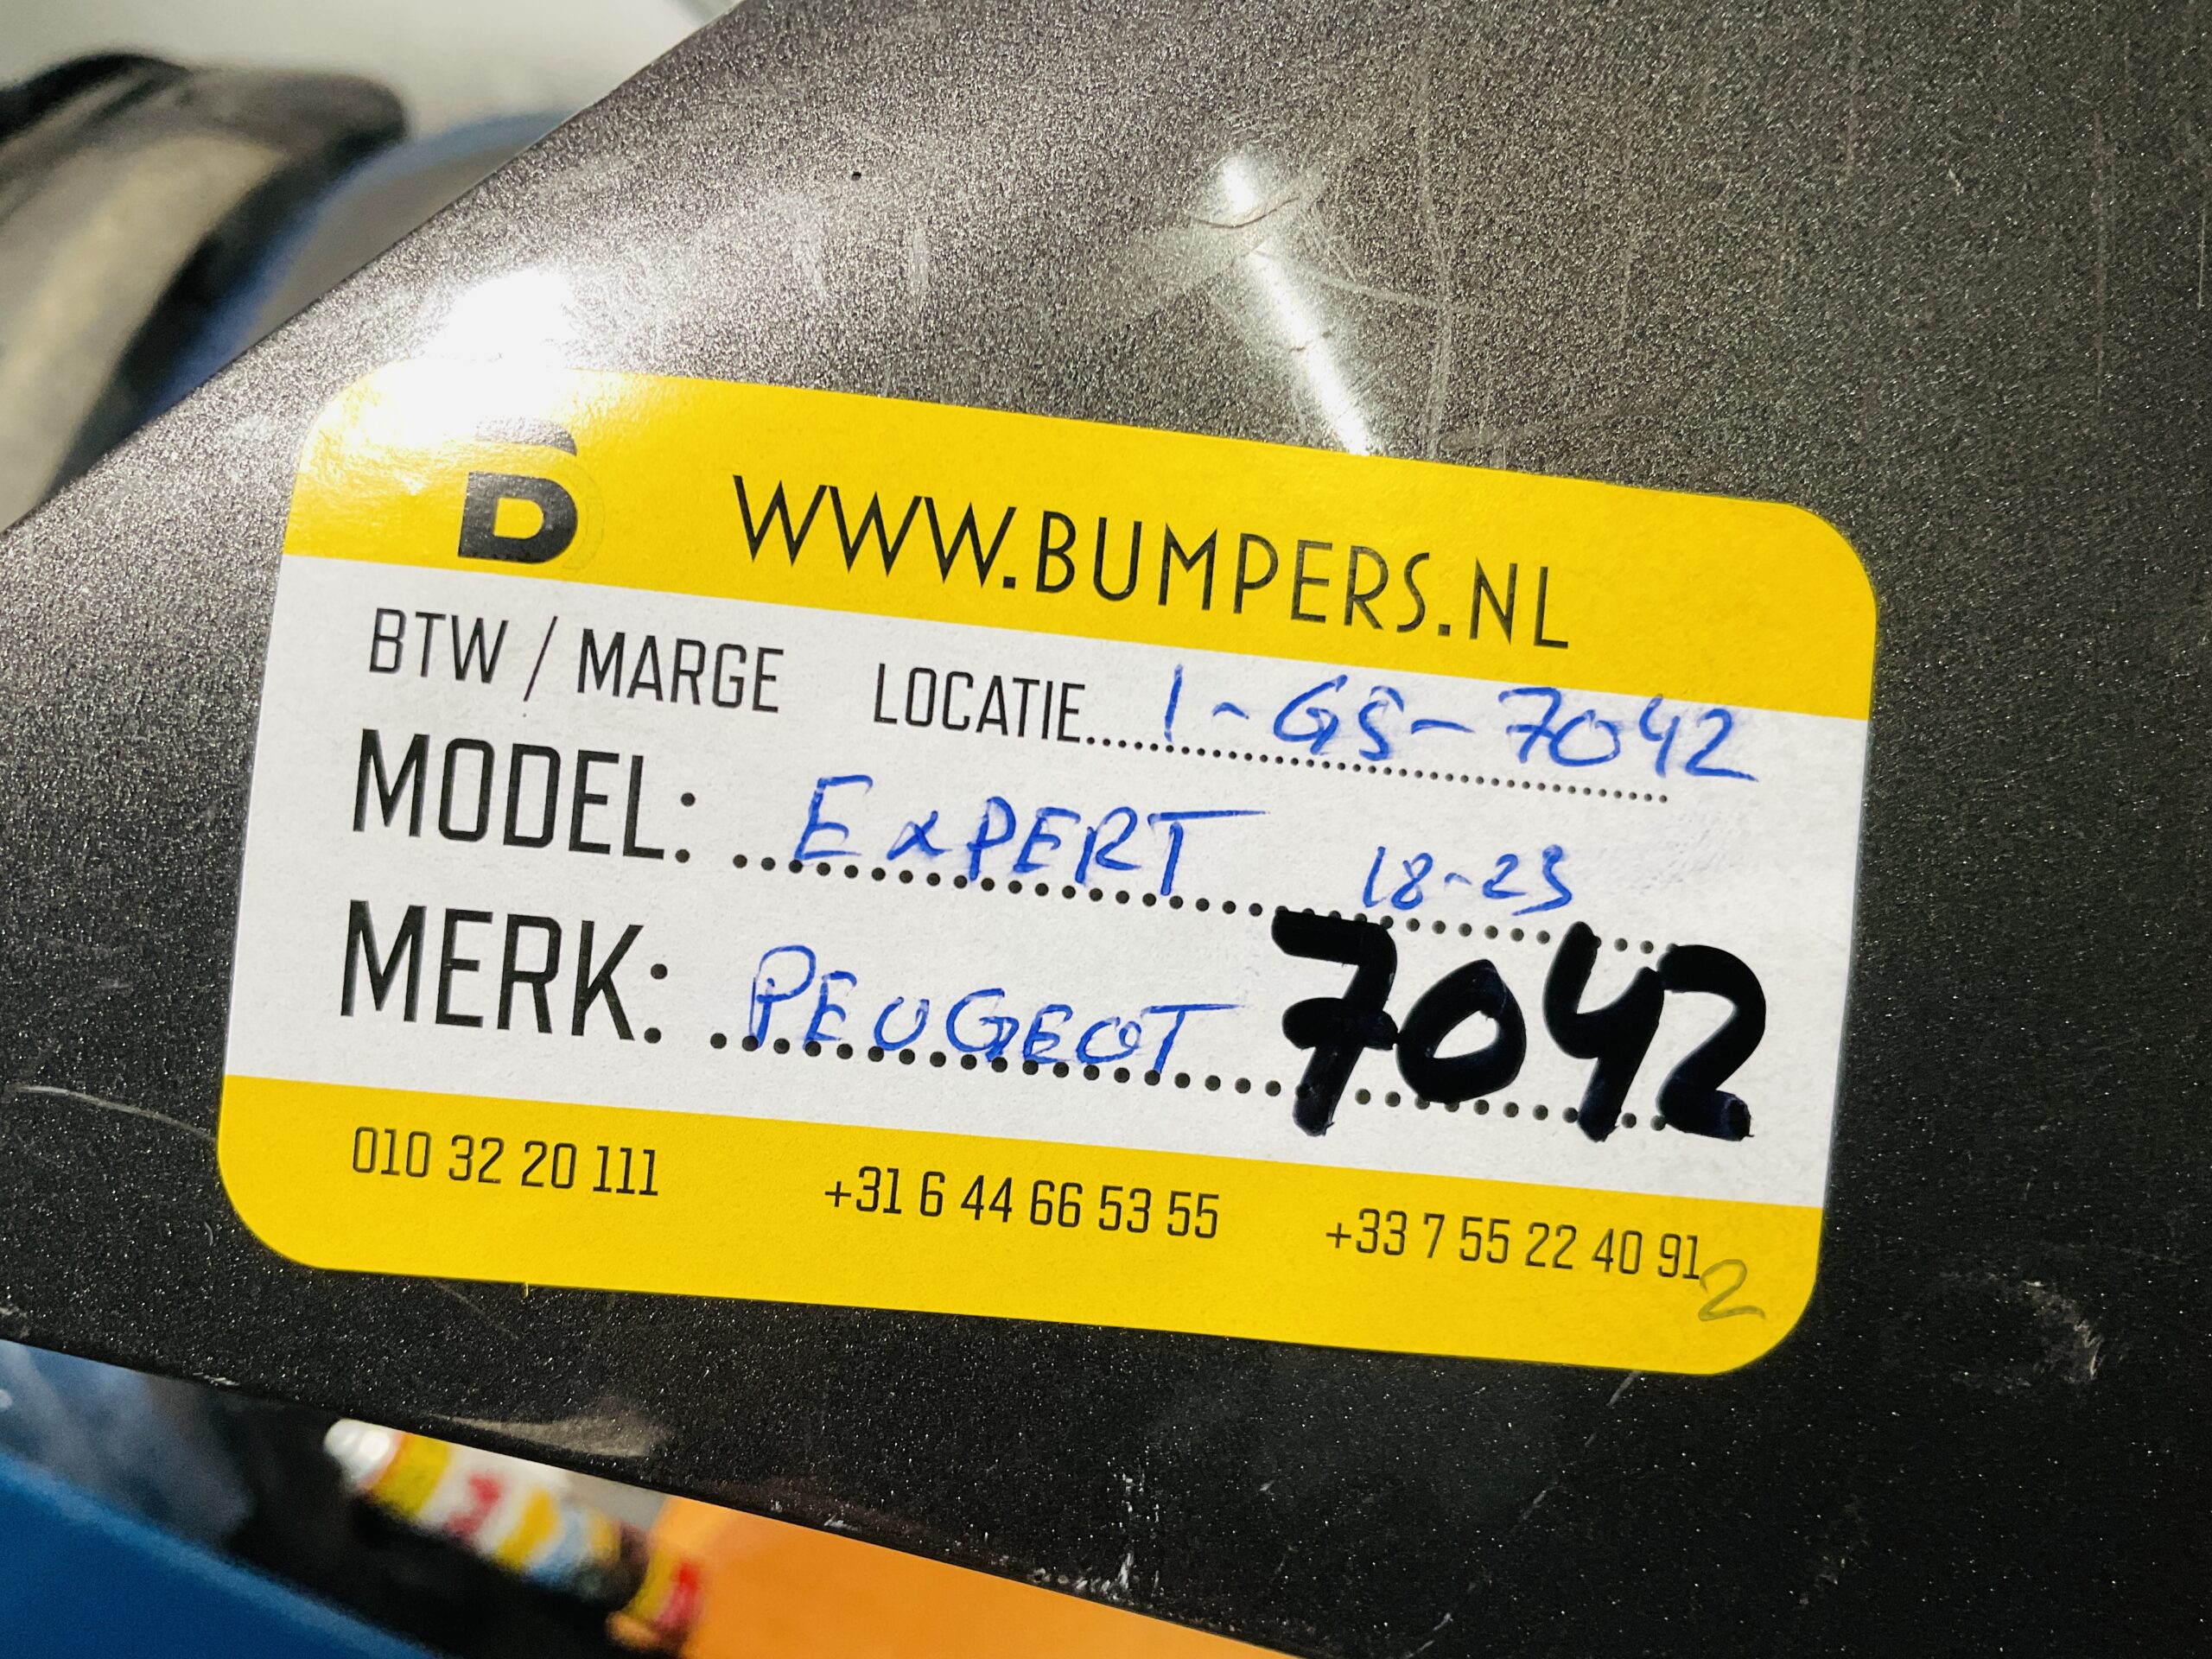 B WWW.BUMPERS.NL
BTW / MARGE LOCATIE 1-GS-7042
MODEL: EXPERT 18-23
MERK: PEUGEOT 7042
010 32 20 111 +31 6 44 66 53 55 +33 7 55 22 40 91
2